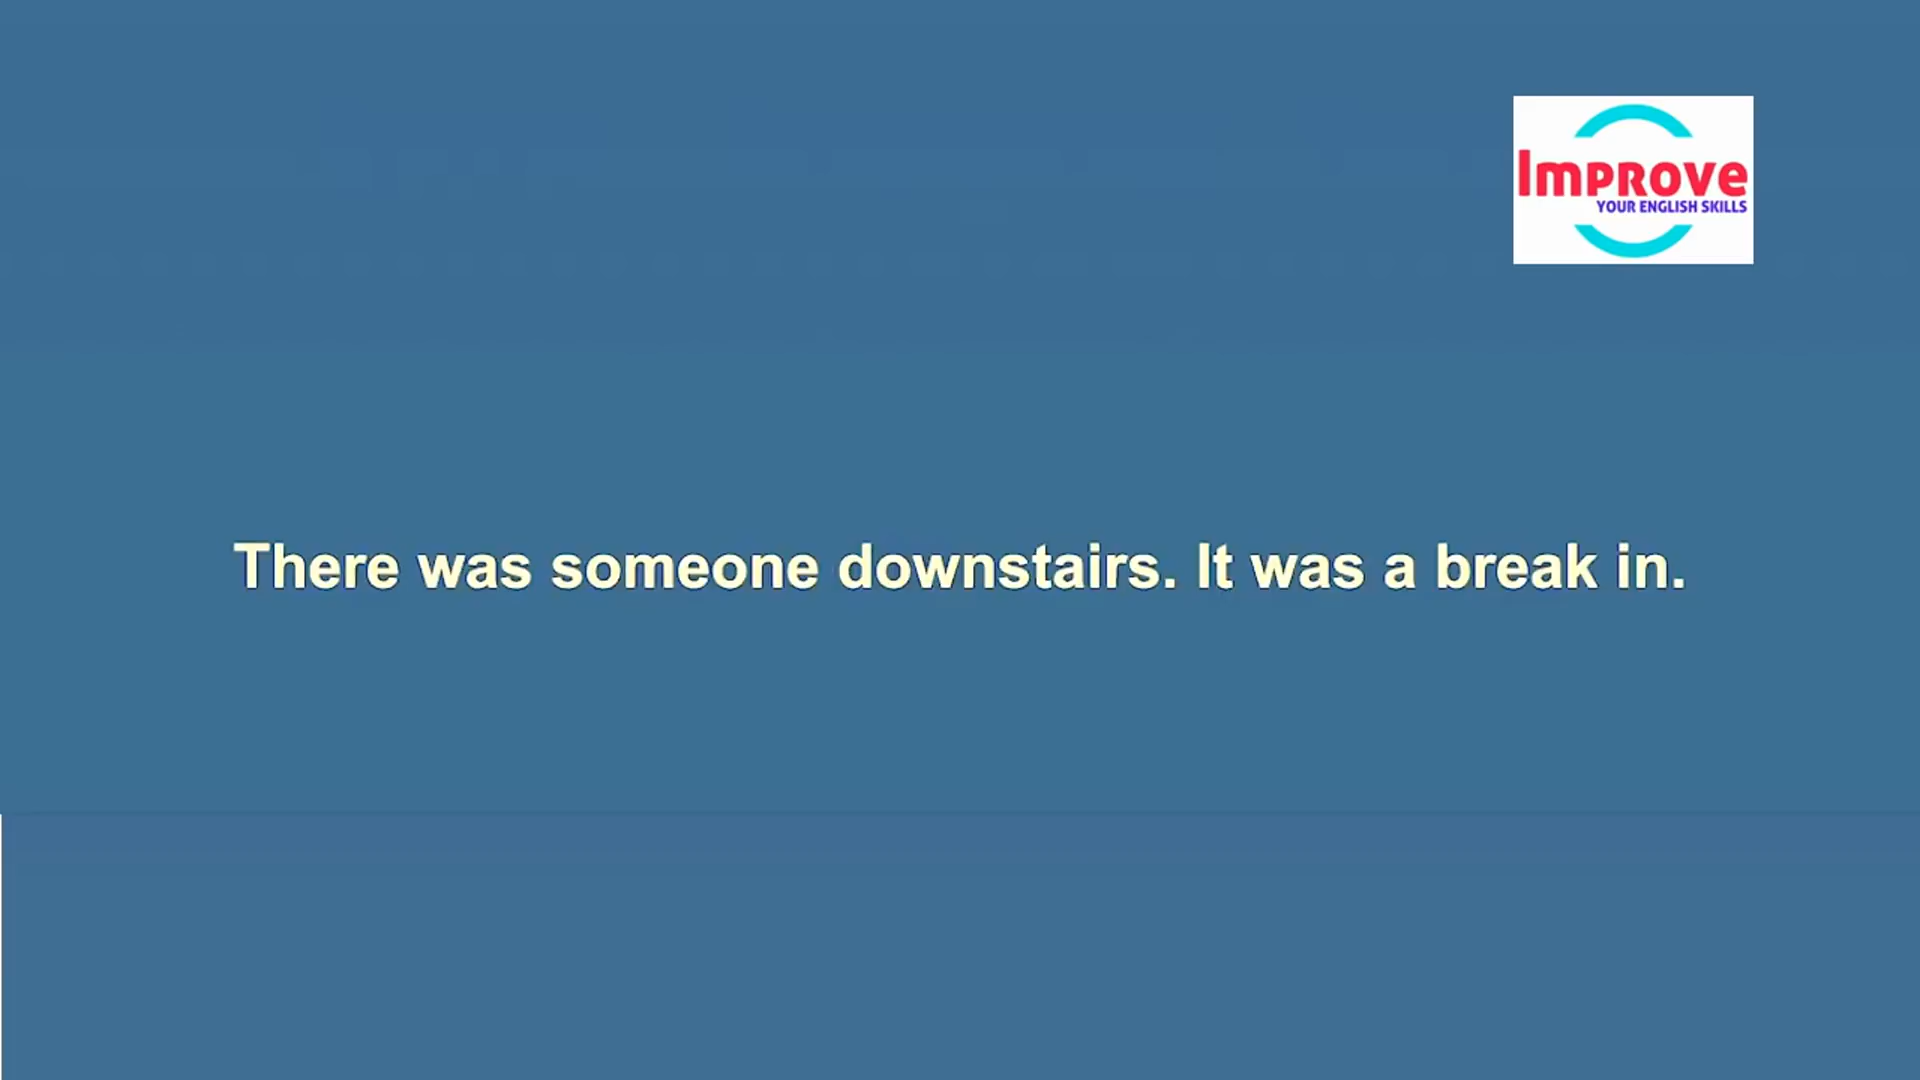 Improve
YOUR ENGLISH SKILLS
There was someone downstairs. It was a break in.